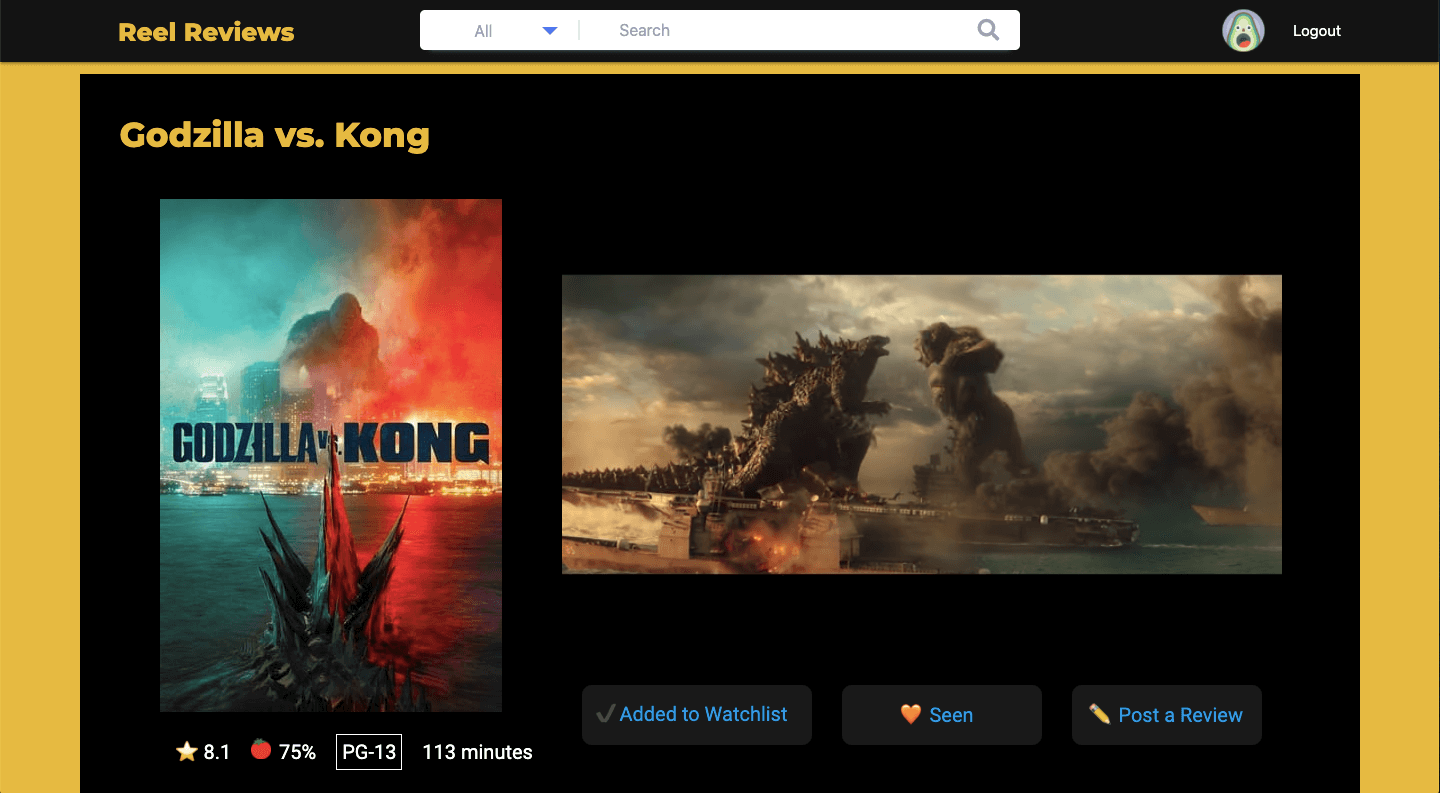 Reel Reviews
All
Search
Logout
Godzilla vs. Kong
GODZILLA VS. KONG
Added to Watchlist
Seen
Post a Review
8.1
75%
PG-13
113 minutes